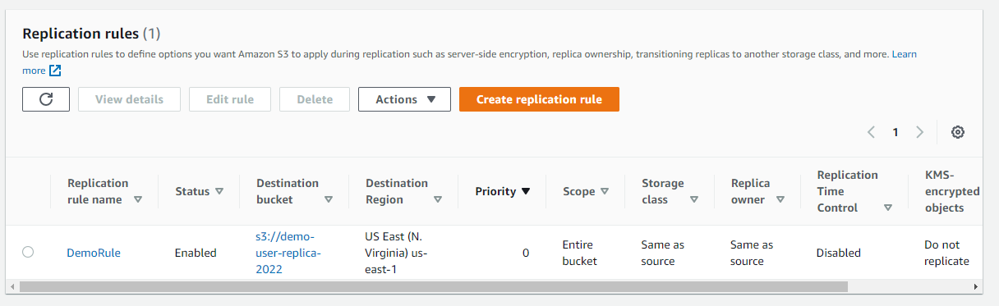 Replication rules (1)
Use replication rules to define options you want Amazon S3 to apply during replication such as server-side encryption, replica ownership, transitioning replicas to another storage class, and more. Learn
more
View details
Edit rule
Delete
Actions
Create replication rule
1
Replication
rule name
Status
Destination
bucket
Destination
Region
Priority
Scope
Storage
class
Replica
owner
Replication
Time
Control
KMS-
encrypted
objects
DemoRule
Enabled
s3://demo-
user-replica-
2022
US East (N.
Virginia) us-
east-1
0
Entire
bucket
Same as
source
Same as
source
Disabled
Do not
replicate